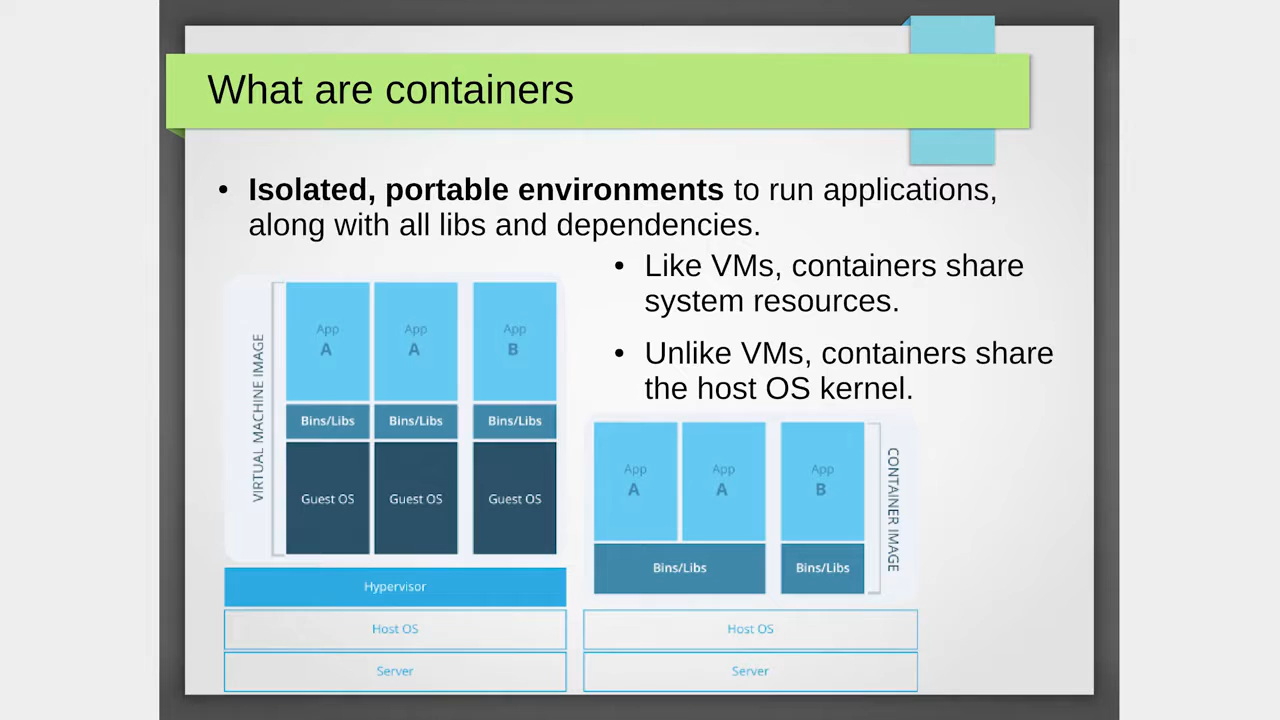 What are containers
• Isolated, portable environments to run applications,
along with all libs and dependencies.
• Like VMs, containers share
system resources.
• Unlike VMs, containers share
the host OS kernel.
VIRTUAL MACHINE IMAGE
App App App
A A B
Bins/Libs Bins/Libs Bins/Libs
Guest OS Guest OS Guest OS
Hypervisor
Host OS
Server
App App App
A A B
Bins/Libs Bins/Libs
CONTAINER IMAGE
Host OS
Server